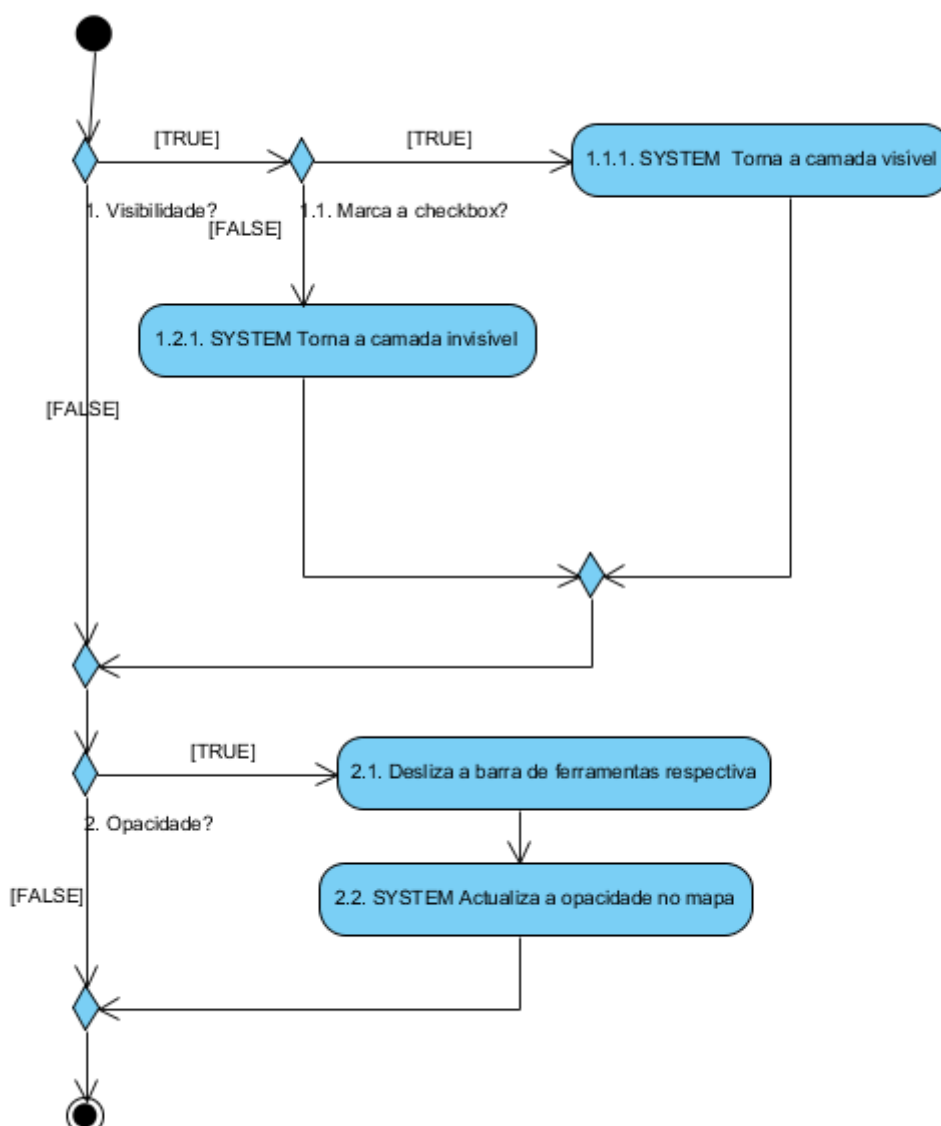 [TRUE]
[TRUE]
1.1.1. SYSTEM Torna a camada visível
1. Visibilidade?
1.1. Marca a checkbox?
[FALSE]
1.2.1. SYSTEM Torna a camada invisível
[FALSE]
[TRUE]
2.1. Desliza a barra de ferramentas respectiva
2. Opacidade?
2.2. SYSTEM Actualiza a opacidade no mapa
[FALSE]